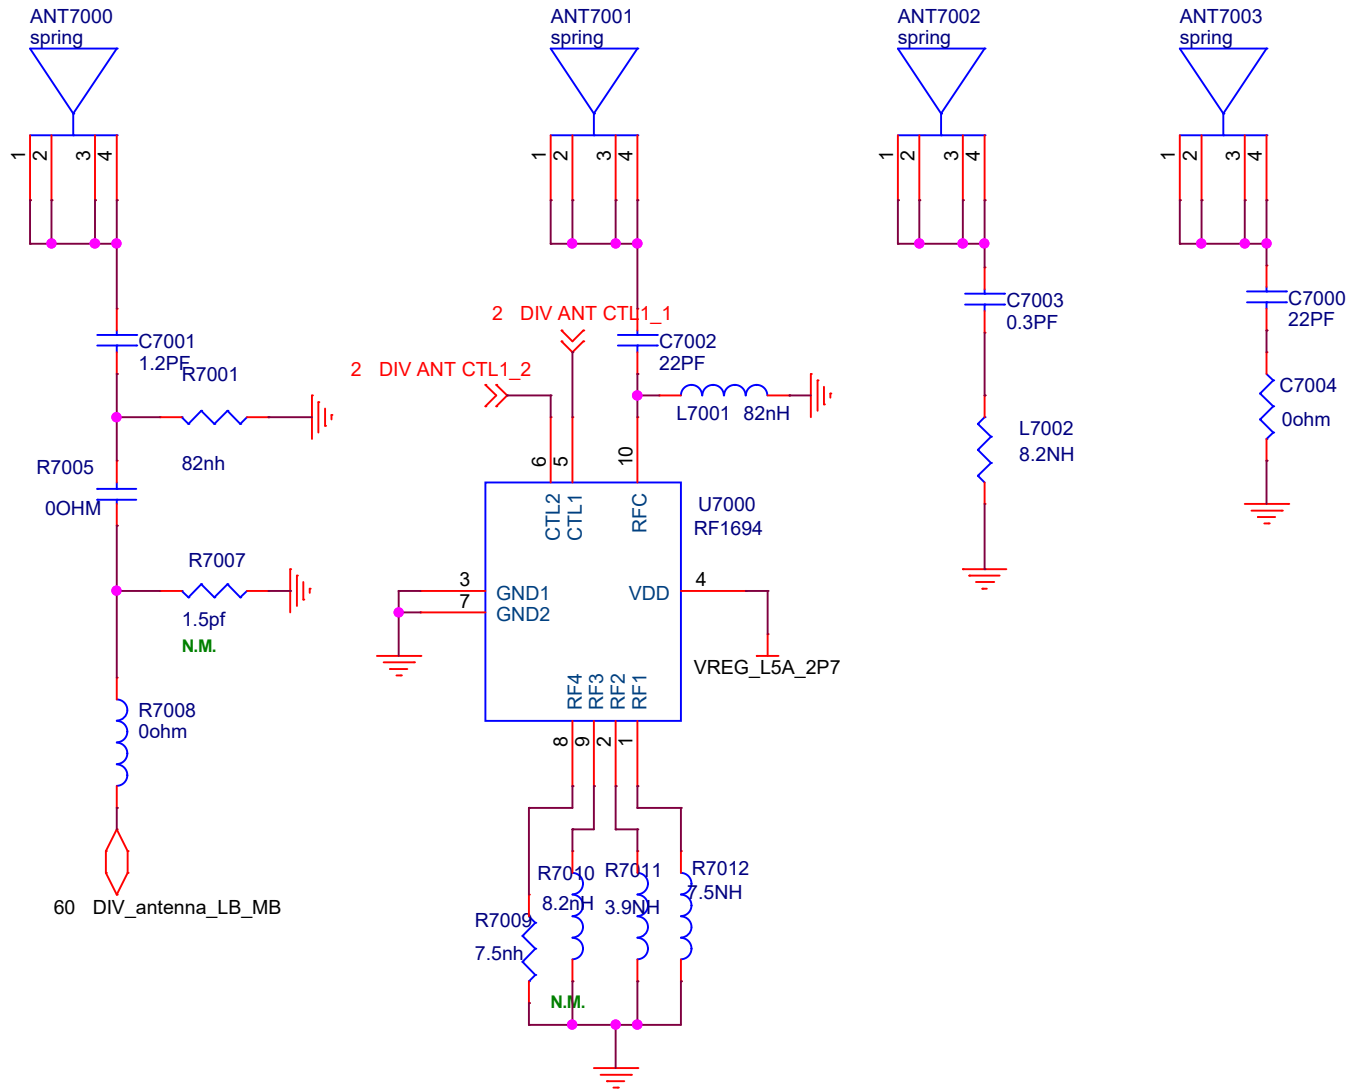 ANT7000
spring
1
2
3
4
C7001
1.2PF
R7001
82nh
R7005
0OHM
R7007
1.5pf
N.M.
R7008
0ohm
60 DIV_antenna_LB_MB
ANT7001
spring
1
2
3
4
2 DIV ANT CTL1_1
2 DIV ANT CTL1_2
C7002
22PF
L7001 82nH
6
5
10
CTL2
CTL1
RFC
U7000
RF1694
3
GND1
7
GND2
VDD
4
VREG_L5A_2P7
RF4
RF3
RF2
RF1
8
9
2
1
R7010
8.2nH
R7011
3.9NH
R7012
7.5NH
R7009
7.5nh
N.M.
ANT7002
spring
1
2
3
4
C7003
0.3PF
L7002
8.2NH
ANT7003
spring
1
2
3
4
C7000
22PF
C7004
0ohm